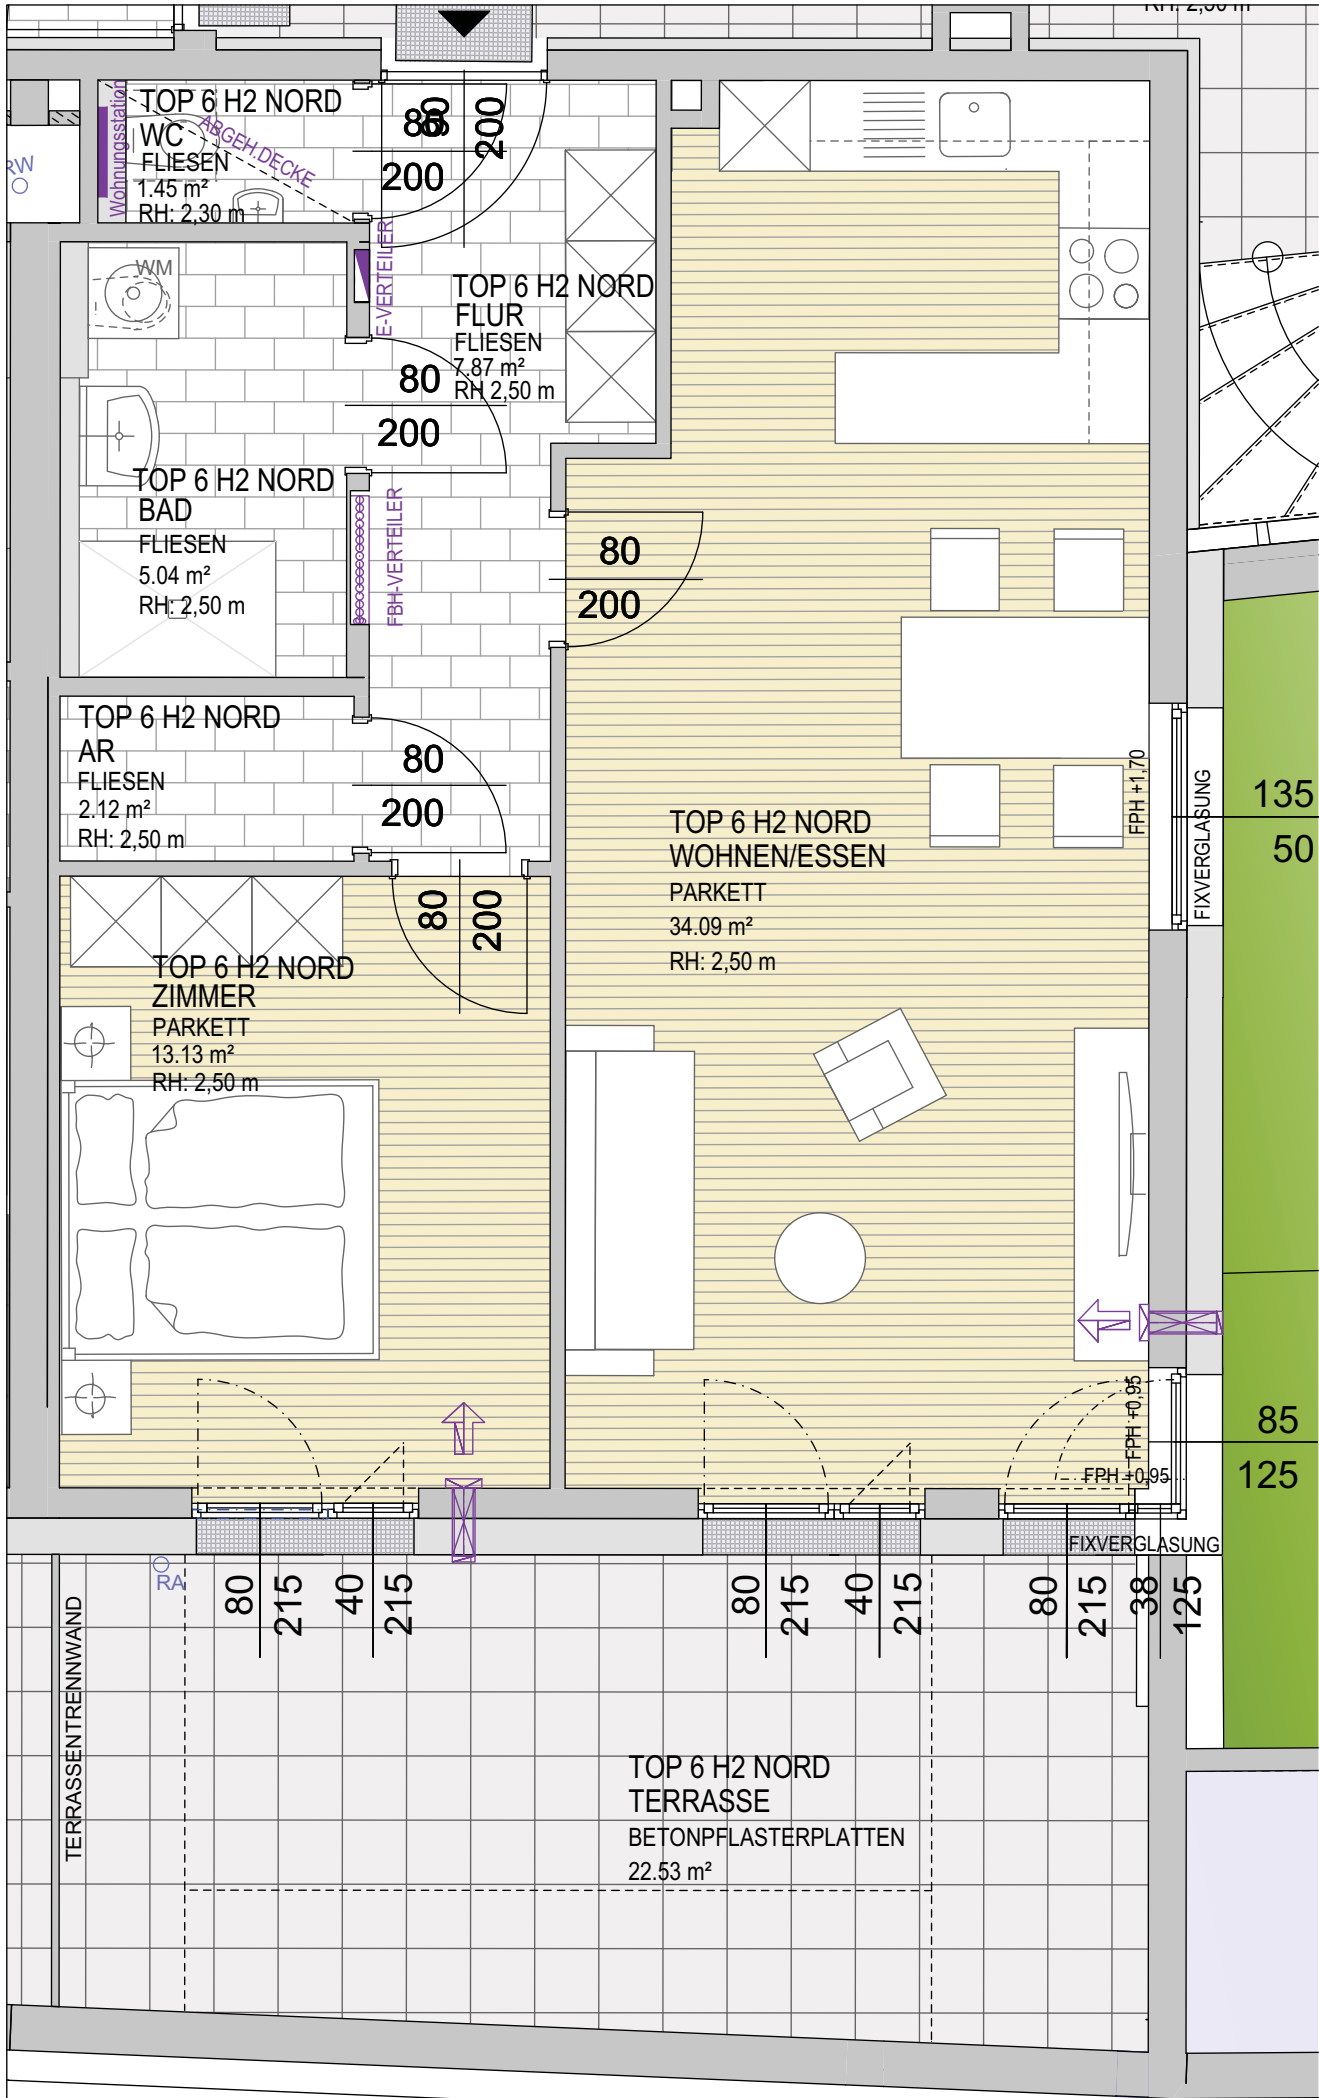 TOP 6 H2 NORD
WC
FLIESEN
1.45 m²
RH: 2,30 m
Wohnungsstation
ABGEH.DECKE
RW
80
200
80
200
WM
E-VERTEILER
TOP 6 H2 NORD
FLUR
FLIESEN
7.87 m²
RH 2,50 m
80
200
TOP 6 H2 NORD
BAD
FLIESEN
5.04 m²
RH: 2,50 m
FBH-VERTEILER
80
200
TOP 6 H2 NORD
AR
FLIESEN
2.12 m²
RH: 2,50 m
80
200
TOP 6 H2 NORD
WOHNEN/ESSEN
PARKETT
34.09 m²
RH: 2,50 m
FPH +1,70
FIXVERGLASUNG
135
50
80
200
TOP 6 H2 NORD
ZIMMER
PARKETT
13.13 m²
RH: 2,50 m
FPH +0,95
FPH +0,95
85
125
FIXVERGLASUNG
RA
80
215
40
215
80
215
40
215
80
215
38
125
TERRASSENTRENNWAND
TOP 6 H2 NORD
TERRASSE
BETONPFLASTERPLATTEN
22.53 m²